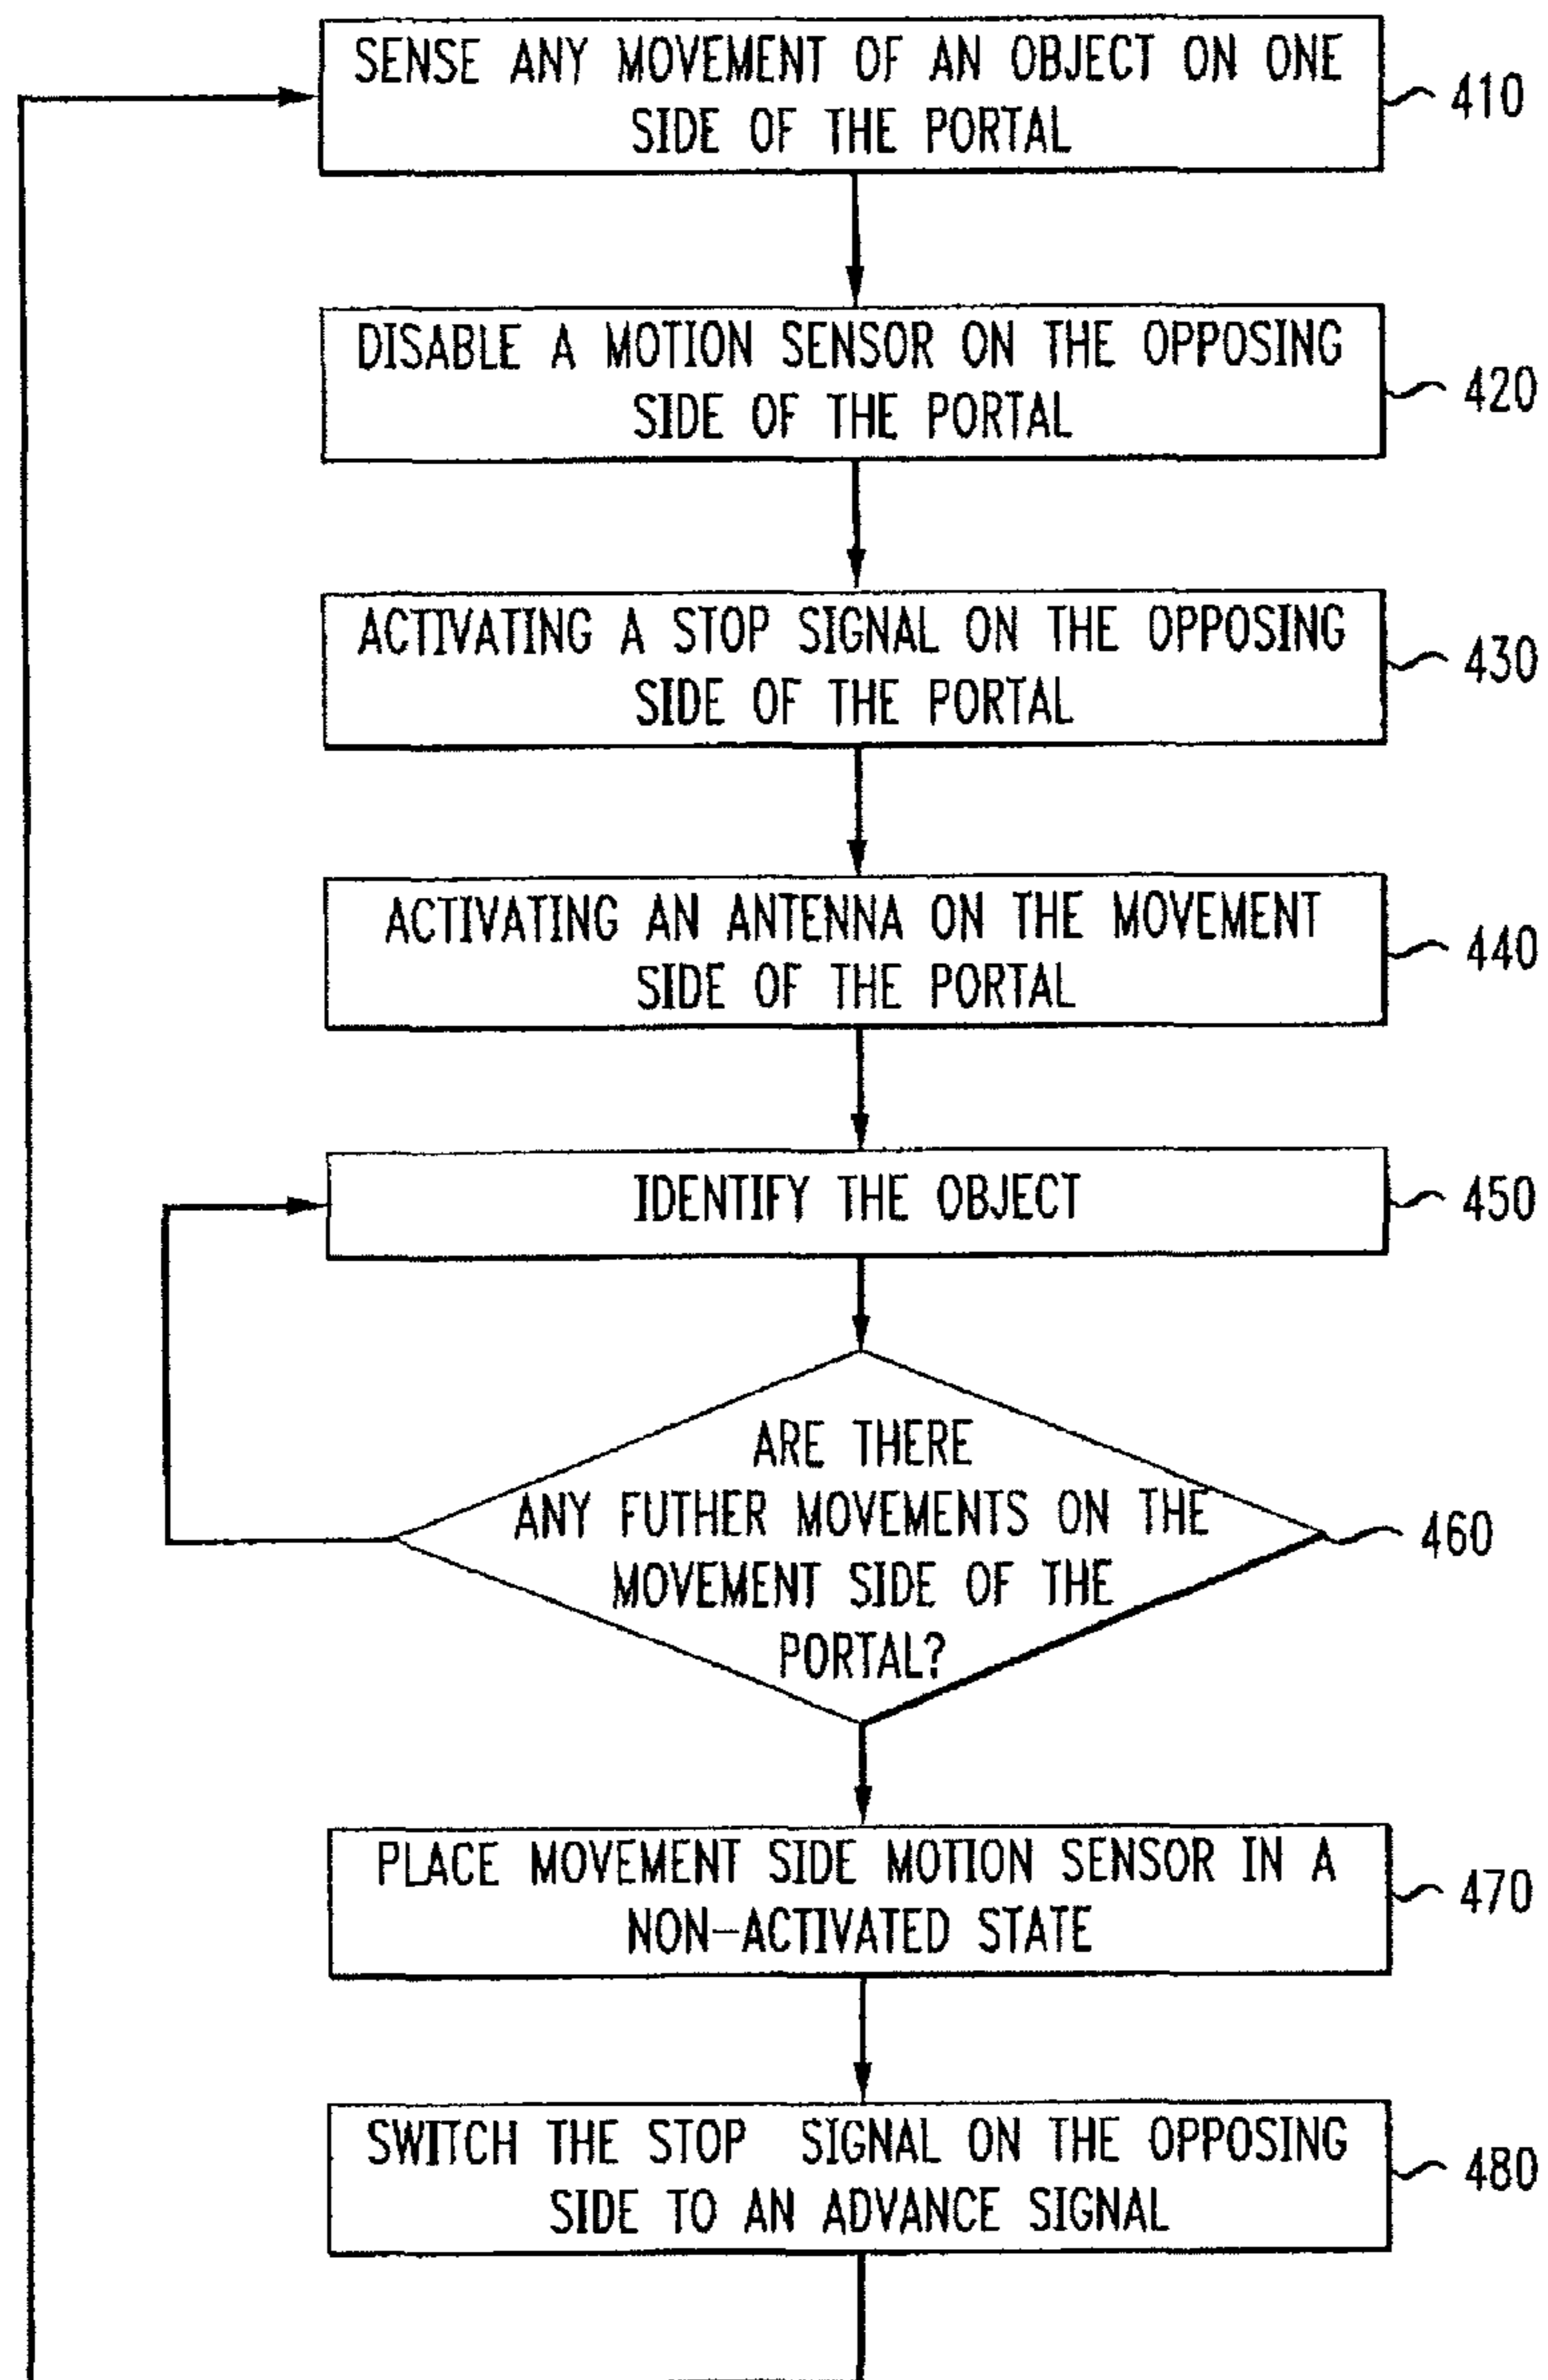 SENSE ANY MOVEMENT OF AN OBJECT ON ONE
SIDE OF THE PORTAL
410
DISABLE A MOTION SENSOR ON THE OPPOSING
SIDE OF THE PORTAL
420
ACTIVATING A STOP SIGNAL ON THE OPPOSING
SIDE OF THE PORTAL
430
ACTIVATING AN ANTENNA ON THE MOVEMENT
SIDE OF THE PORTAL
440
IDENTIFY THE OBJECT
450
ARE THERE
ANY FUTHER MOVEMENTS ON THE
MOVEMENT SIDE OF THE
PORTAL?
460
PLACE MOVEMENT SIDE MOTION SENSOR IN A
NON-ACTIVATED STATE
470
SWITCH THE STOP SIGNAL ON THE OPPOSING
SIDE TO AN ADVANCE SIGNAL
480